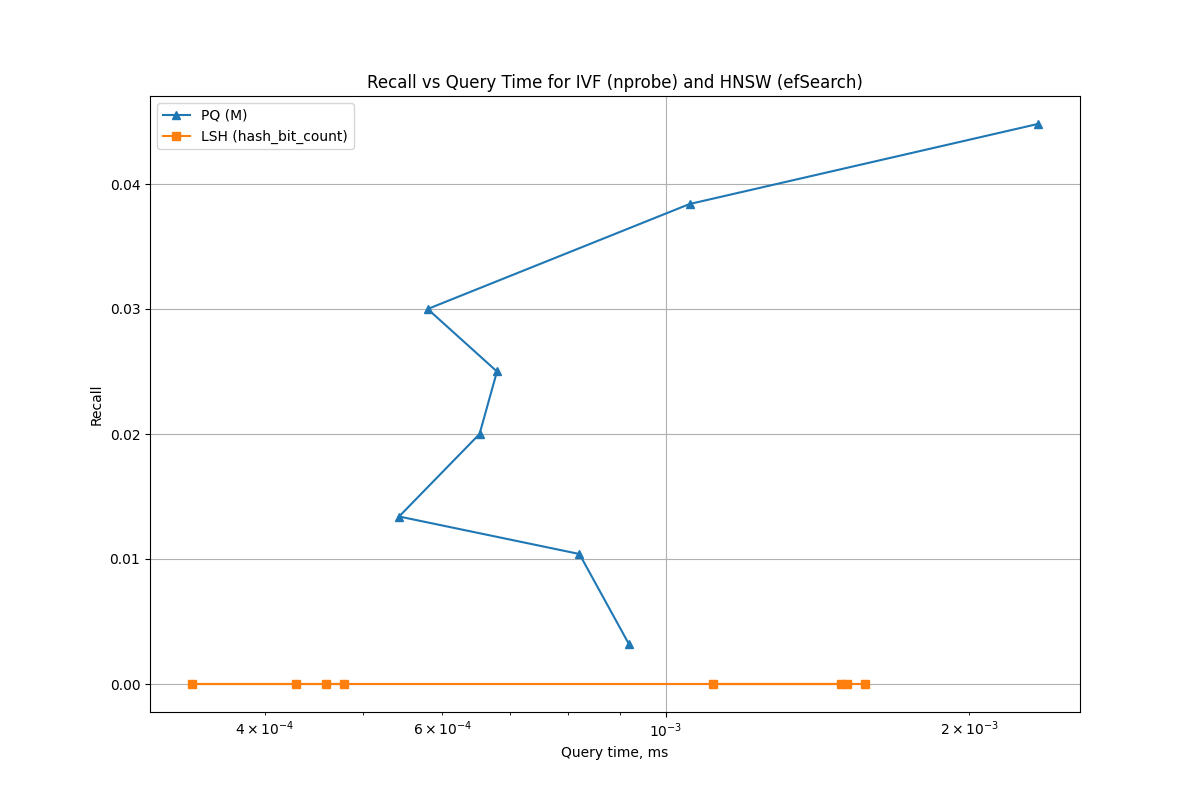 Recall vs Query Time for IVF (nprobe) and HNSW (efSearch)
PQ (M)
LSH (hash_bit_count)
0.04
0.03
0.02
0.01
0.00
Recall
4 × 10⁻⁴
6 × 10⁻⁴
10⁻³
2 × 10⁻³
Query time, ms